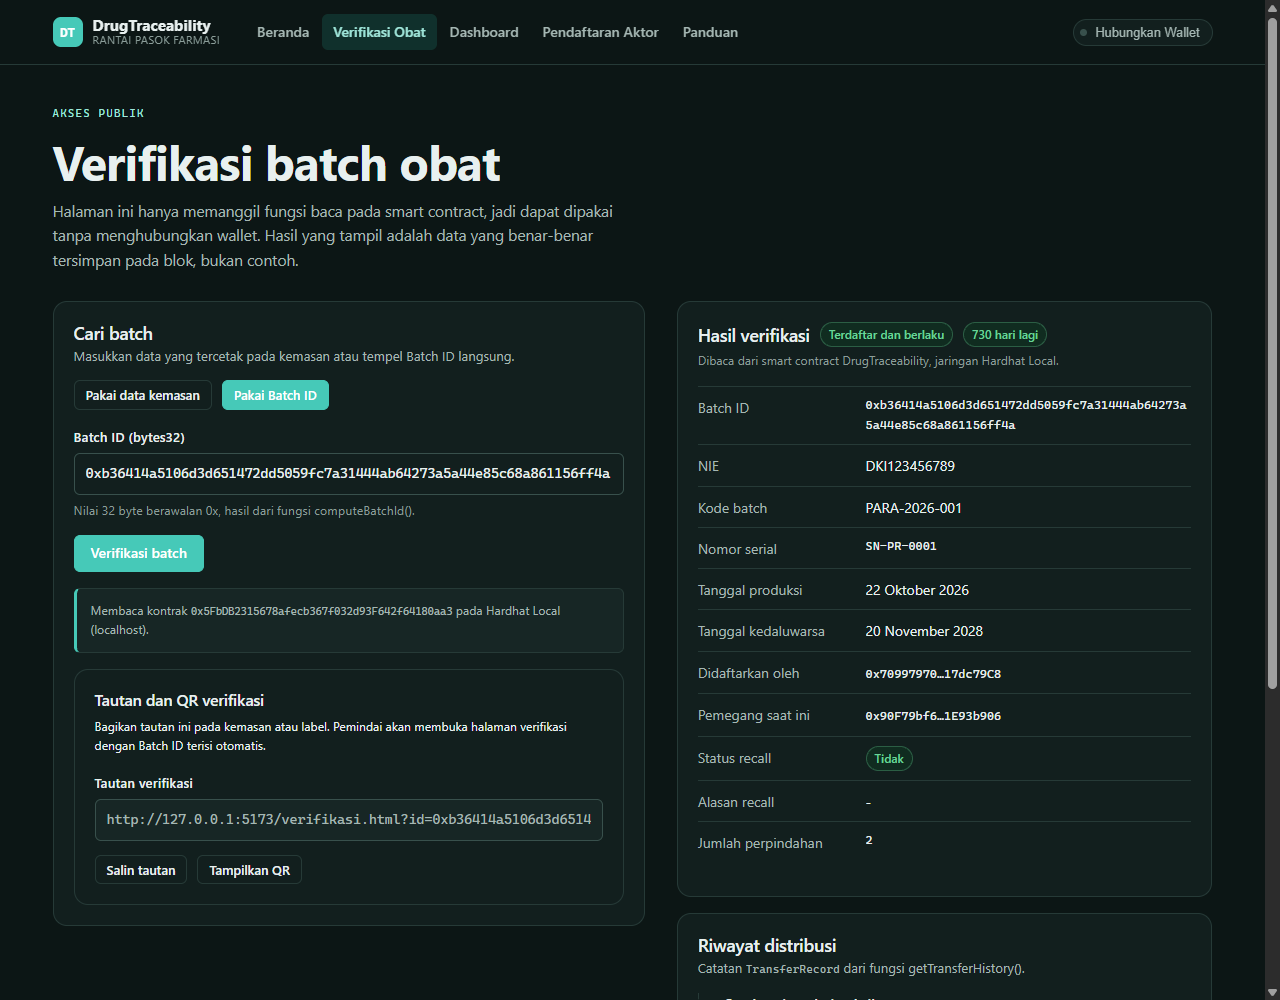 DT
DrugTraceability
RANTAI PASOK FARMASI
Beranda
Verifikasi Obat
Dashboard
Pendaftaran Aktor
Panduan
Hubungkan Wallet
AKSES PUBLIK
Verifikasi batch obat
Halaman ini hanya memanggil fungsi baca pada smart contract, jadi dapat dipakai
tanpa menghubungkan wallet. Hasil yang tampil adalah data yang benar-benar
tersimpan pada blok, bukan contoh.
Cari batch
Masukkan data yang tercetak pada kemasan atau tempel Batch ID langsung.
Pakai data kemasan
Pakai Batch ID
Batch ID (bytes32)
0xb36414a5106d3d651472dd5059fc7a31444ab64273a5a44e85c68a861156ff4a
Nilai 32 byte berawalan 0x, hasil dari fungsi computeBatchId().
Verifikasi batch
Membaca kontrak 0x5FbDB2315678afecb367f032d93F642f64180aa3 pada Hardhat Local
(localhost).
Tautan dan QR verifikasi
Bagikan tautan ini pada kemasan atau label. Pemindai akan membuka halaman verifikasi
dengan Batch ID terisi otomatis.
Tautan verifikasi
http://127.0.0.1:5173/verifikasi.html?id=0xb36414a5106d3d6514
Salin tautan
Tampilkan QR
Hasil verifikasi
Terdaftar dan berlaku
730 hari lagi
Dibaca dari smart contract DrugTraceability, jaringan Hardhat Local.
Batch ID
0xb36414a5106d3d651472dd5059fc7a31444ab64273a
5a44e85c68a861156ff4a
NIE
DKI123456789
Kode batch
PARA-2026-001
Nomor serial
SN-PR-0001
Tanggal produksi
22 Oktober 2026
Tanggal kedaluwarsa
20 November 2028
Didaftarkan oleh
0x70997970…17dc79C8
Pemegang saat ini
0x90F79bf6…1E93b906
Status recall
Tidak
Alasan recall
-
Jumlah perpindahan
2
Riwayat distribusi
Catatan TransferRecord dari fungsi getTransferHistory().